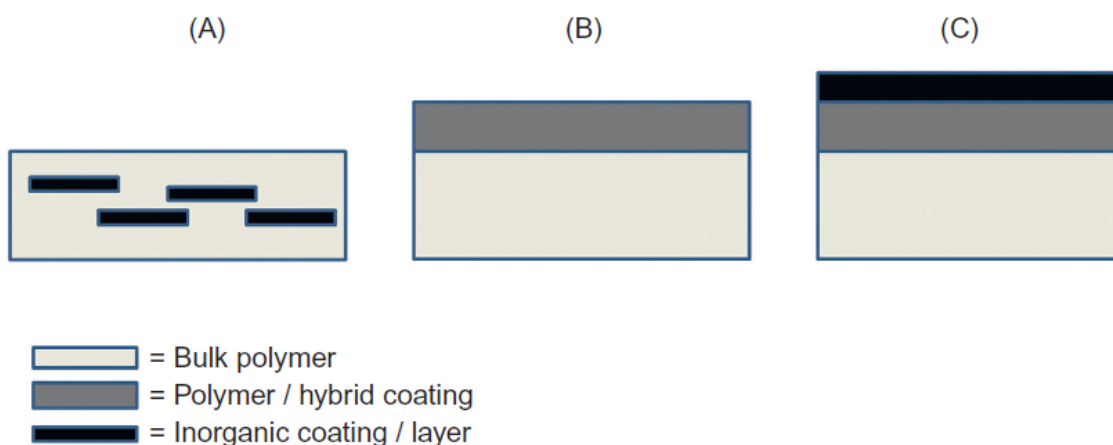 (A) (B) (C)
= Bulk polymer
= Polymer / hybrid coating
= Inorganic coating / layer